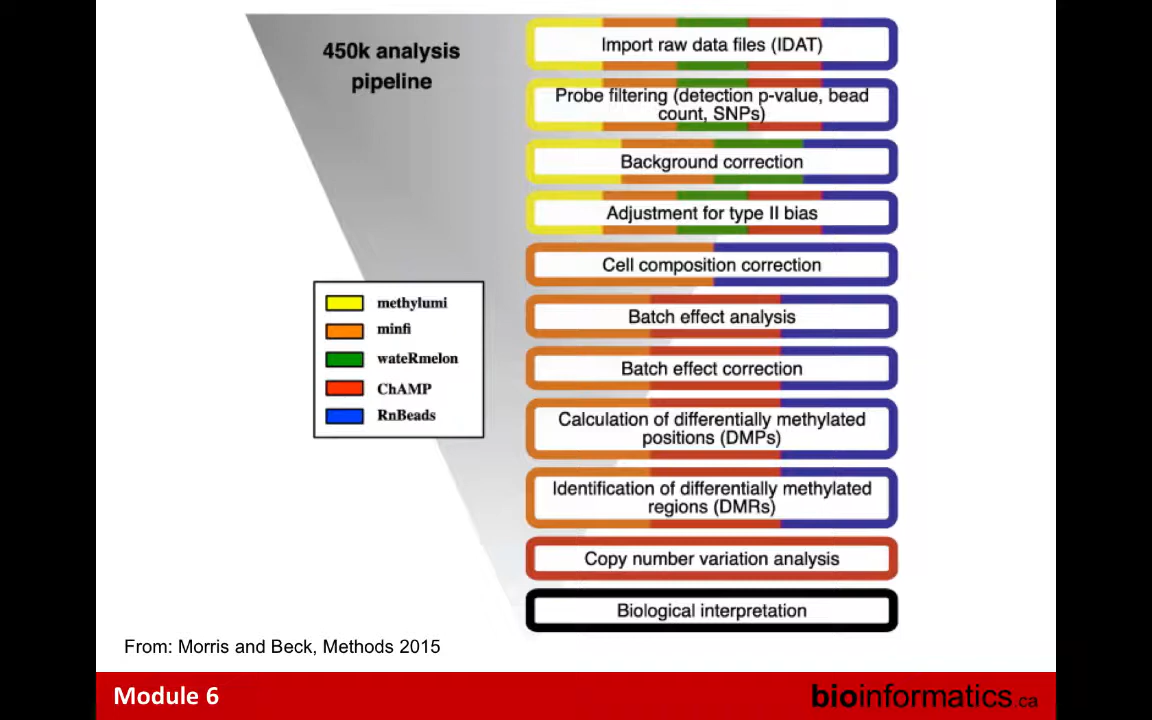 450k analysis
pipeline
Import raw data files (IDAT)
Probe filtering (detection p-value, bead
count, SNPs)
Background correction
Adjustment for type II bias
Cell composition correction
Batch effect analysis
Batch effect correction
Calculation of differentially methylated
positions (DMPs)
Identification of differentially methylated
regions (DMRs)
Copy number variation analysis
Biological interpretation
methylumi
minfi
wateRmelon
ChAMP
RnBeads
From: Morris and Beck, Methods 2015
Module 6
bioinformatics.ca